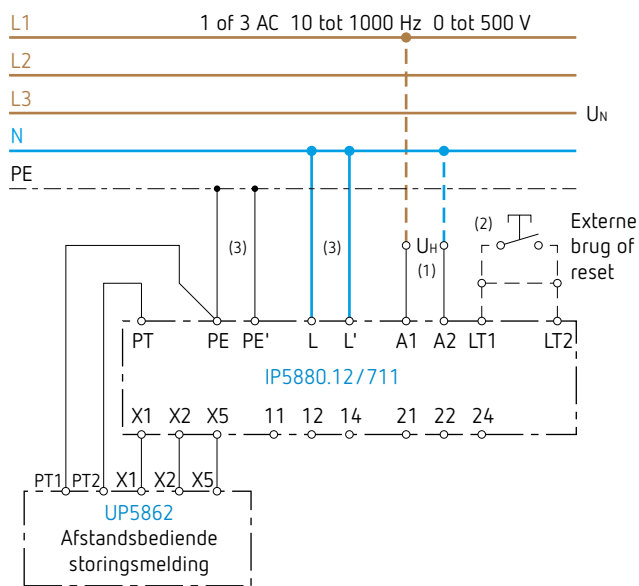 L1 1 of 3 AC 10 tot 1000 Hz 0 tot 500 V
L2
L3
UN
N
PE
(3) (3) UH (1) (2) Externe
brug of
reset
PT PE PE' L L' A1 A2 LT1 LT2
IP5880.12/711
X1 X2 X5 11 12 14 21 22 24
PT1 PT2 X1 X2 X5
UP5862
Afstandsbediende
storingsmelding